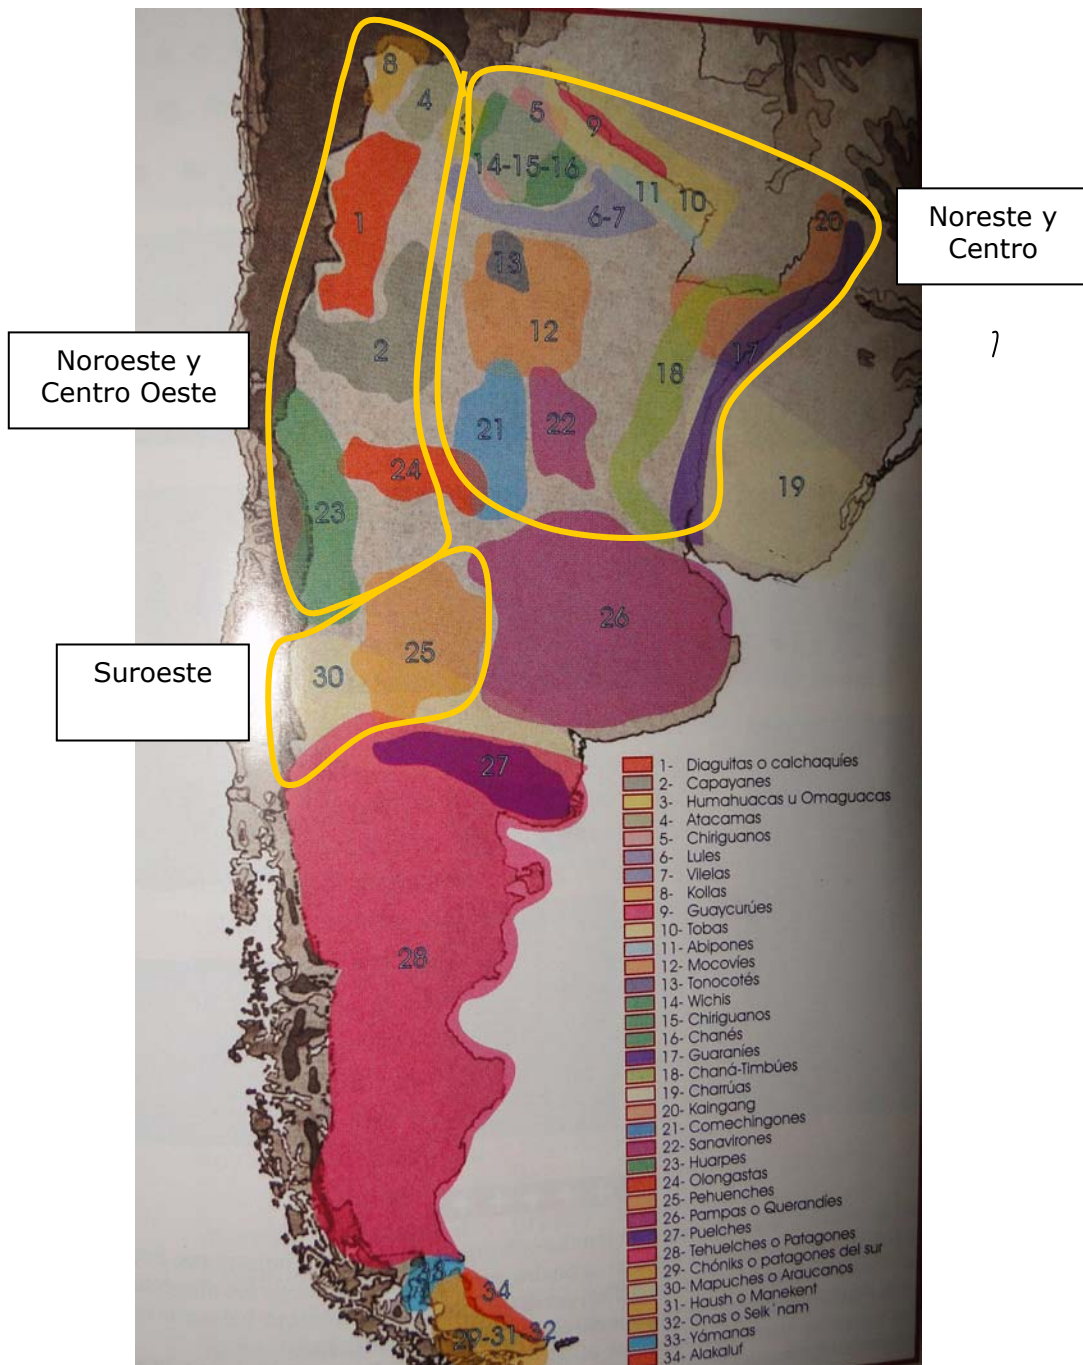 8
4
3
5
9
14-15-16
11
10
6-7
1
20
Noreste y
Centro
13
12
2
17
18
Noroeste y
Centro Oeste
21
22
24
19
23
26
25
30
Suroeste
27
28
33
34
29-31-32
1- Diaguitas o calchaquíes
2- Capayanes
3- Humahuacas u Omaguacas
4- Atacamas
5- Chiriguanos
6- Lules
7- Vilelas
8- Kollas
9- Guaycurúes
10- Tobas
11- Abipones
12- Mocovíes
13- Tonocotés
14- Wichis
15- Chiriguanos
16- Chanés
17- Guaraníes
18- Chaná-Timbúes
19- Charrúas
20- Kaingang
21- Comechingones
22- Sanavirones
23- Huarpes
24- Olongastas
25- Pehuenches
26- Pampas o Querandíes
27- Puelches
28- Tehuelches o Patagones
29- Chóniks o patagones del sur
30- Mapuches o Araucanos
31- Haush o Manekent
32- Onas o Selk´nam
33- Yámanas
34- Alakaluf